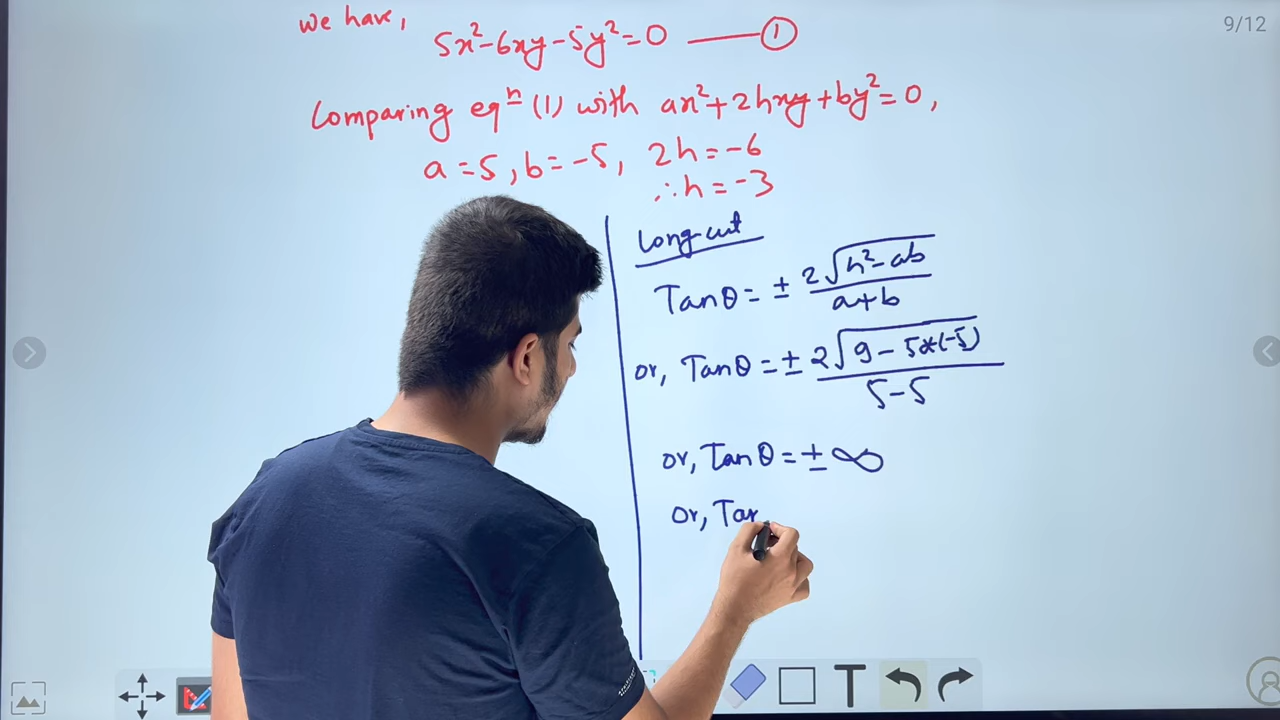 9/12
we have,
5x²-6xy-5y²=0 —— ①
Comparing eqⁿ (1) with ax²+2hxy+by²=0,
a=5, b=-5, 2h=-6
∴h=-3
Long-cut
Tanθ = ± 2√(h²-ab) / a+b
or, Tanθ = ± 2√(9-5*(-5)) / 5-5
or, Tanθ = ± ∞
or, Tan
T